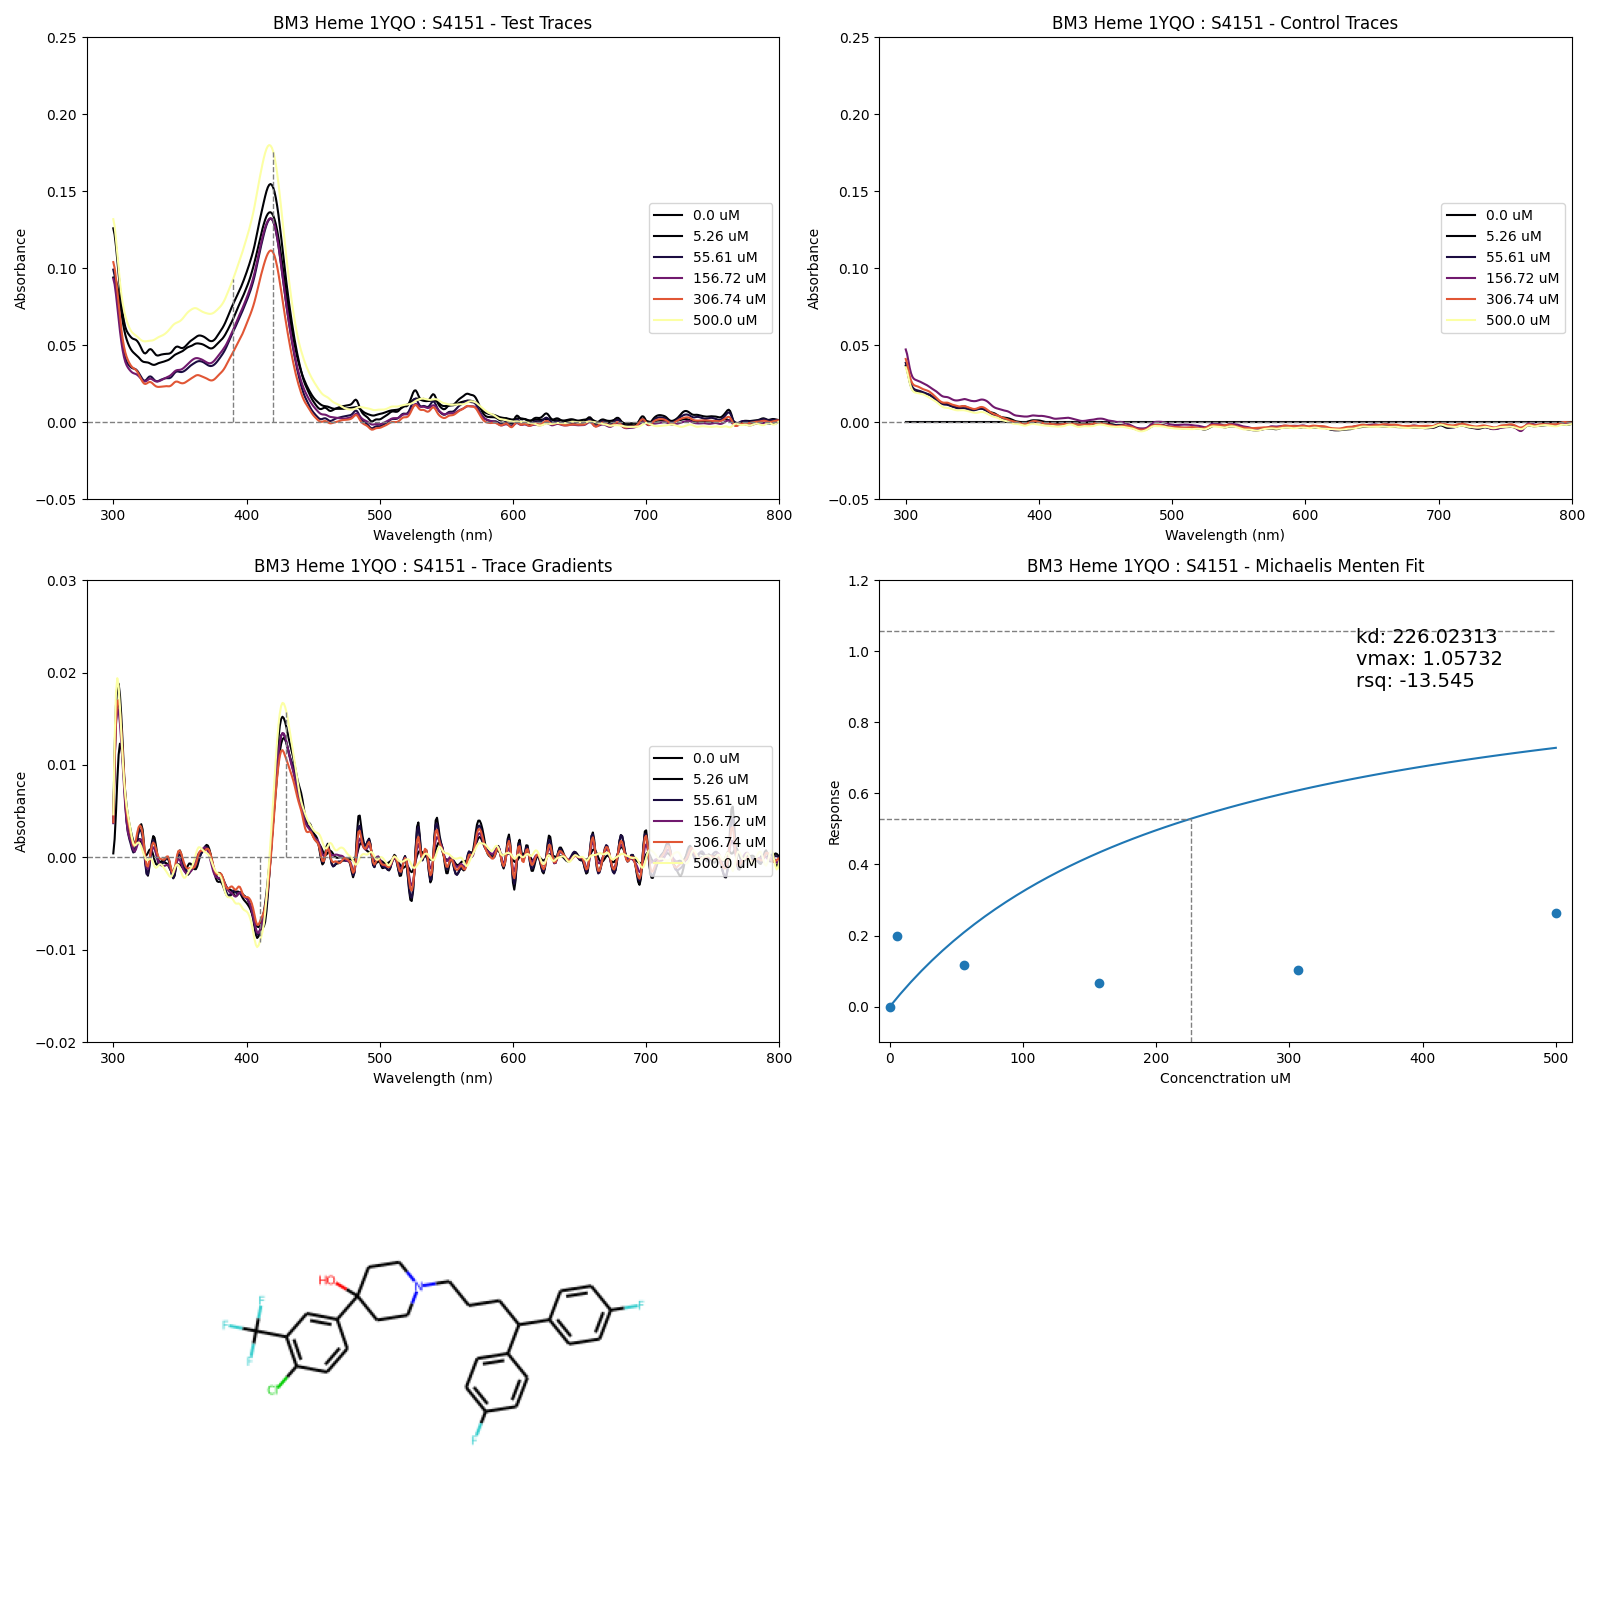 BM3 Heme 1YQO : S4151 - Test Traces
0.25
0.20
0.15
0.10
0.05
0.00
−0.05
Absorbance
300
400
500
600
700
800
Wavelength (nm)
0.0 uM
5.26 uM
55.61 uM
156.72 uM
306.74 uM
500.0 uM
BM3 Heme 1YQO : S4151 - Control Traces
0.25
0.20
0.15
0.10
0.05
0.00
−0.05
Absorbance
300
400
500
600
700
800
Wavelength (nm)
0.0 uM
5.26 uM
55.61 uM
156.72 uM
306.74 uM
500.0 uM
BM3 Heme 1YQO : S4151 - Trace Gradients
0.03
0.02
0.01
0.00
−0.01
−0.02
Absorbance
300
400
500
600
700
800
Wavelength (nm)
0.0 uM
5.26 uM
55.61 uM
156.72 uM
306.74 uM
500.0 uM
BM3 Heme 1YQO : S4151 - Michaelis Menten Fit
1.2
1.0
0.8
0.6
0.4
0.2
0.0
Response
0
100
200
300
400
500
Concenctration uM
kd: 226.02313
vmax: 1.05732
rsq: -13.545
HO
N
F
F
F
F
Cl
F